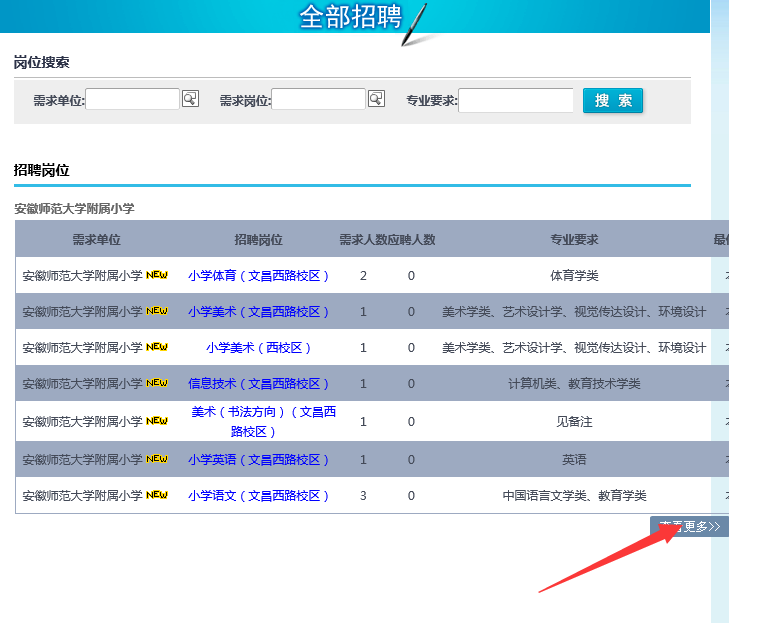 全部招聘
岗位搜索
需求单位: 需求岗位: 专业要求: 搜 索
招聘岗位
安徽师范大学附属小学
需求单位 招聘岗位 需求人数应聘人数 专业要求
安徽师范大学附属小学 NEW 小学体育（文昌西路校区） 2 0 体育学类
安徽师范大学附属小学 NEW 小学美术（文昌西路校区） 1 0 美术学类、艺术设计学、视觉传达设计、环境设计
安徽师范大学附属小学 NEW 小学美术（西校区） 1 0 美术学类、艺术设计学、视觉传达设计、环境设计
安徽师范大学附属小学 NEW 信息技术（文昌西路校区） 1 0 计算机类、教育技术学类
安徽师范大学附属小学 NEW 美术（书法方向）（文昌西 1 0 见备注
路校区）
安徽师范大学附属小学 NEW 小学英语（文昌西路校区） 1 0 英语
安徽师范大学附属小学 NEW 小学语文（文昌西路校区） 3 0 中国语言文学类、教育学类
查看更多>>